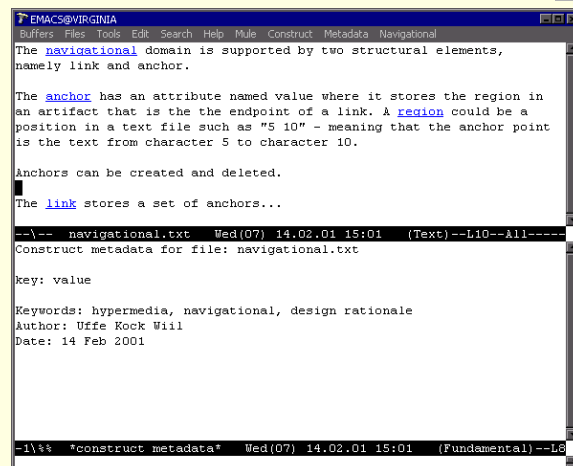 EMACS@VIRGINIA
Buffers Files Tools Edit Search Help Mule Construct Metadata Navigational
The navigational domain is supported by two structural elements,
namely link and anchor.
The anchor has an attribute named value where it stores the region in
an artifact that is the the endpoint of a link. A region could be a
position in a text file such as "5 10" - meaning that the anchor point
is the text from character 5 to character 10.
Anchors can be created and deleted.
The link stores a set of anchors...
--\-- navigational.txt Wed(07) 14.02.01 15:01 (Text)--L10--All-----
Construct metadata for file: navigational.txt
key: value
Keywords: hypermedia, navigational, design rationale
Author: Uffe Kock Wiil
Date: 14 Feb 2001
-1\%% *construct metadata* Wed(07) 14.02.01 15:01 (Fundamental)--L8